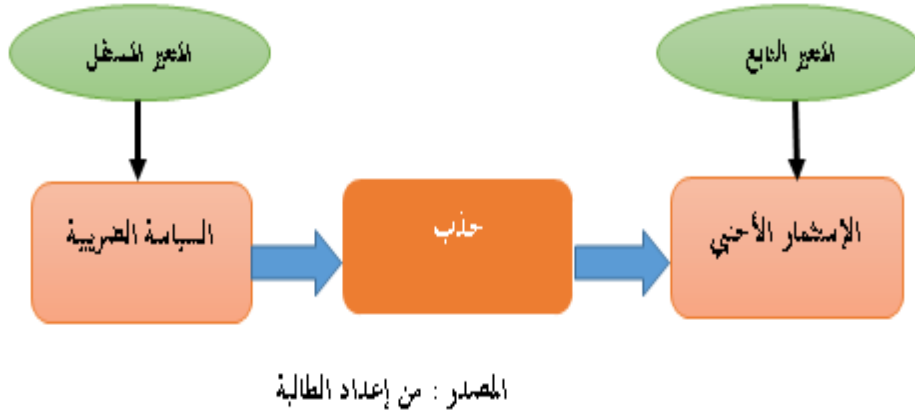 المتغير المستقل
المتغير التابع
السياسة الضريبية
جذب
الإستثمار الأجنبي
المصدر : من إعداد الطالبة